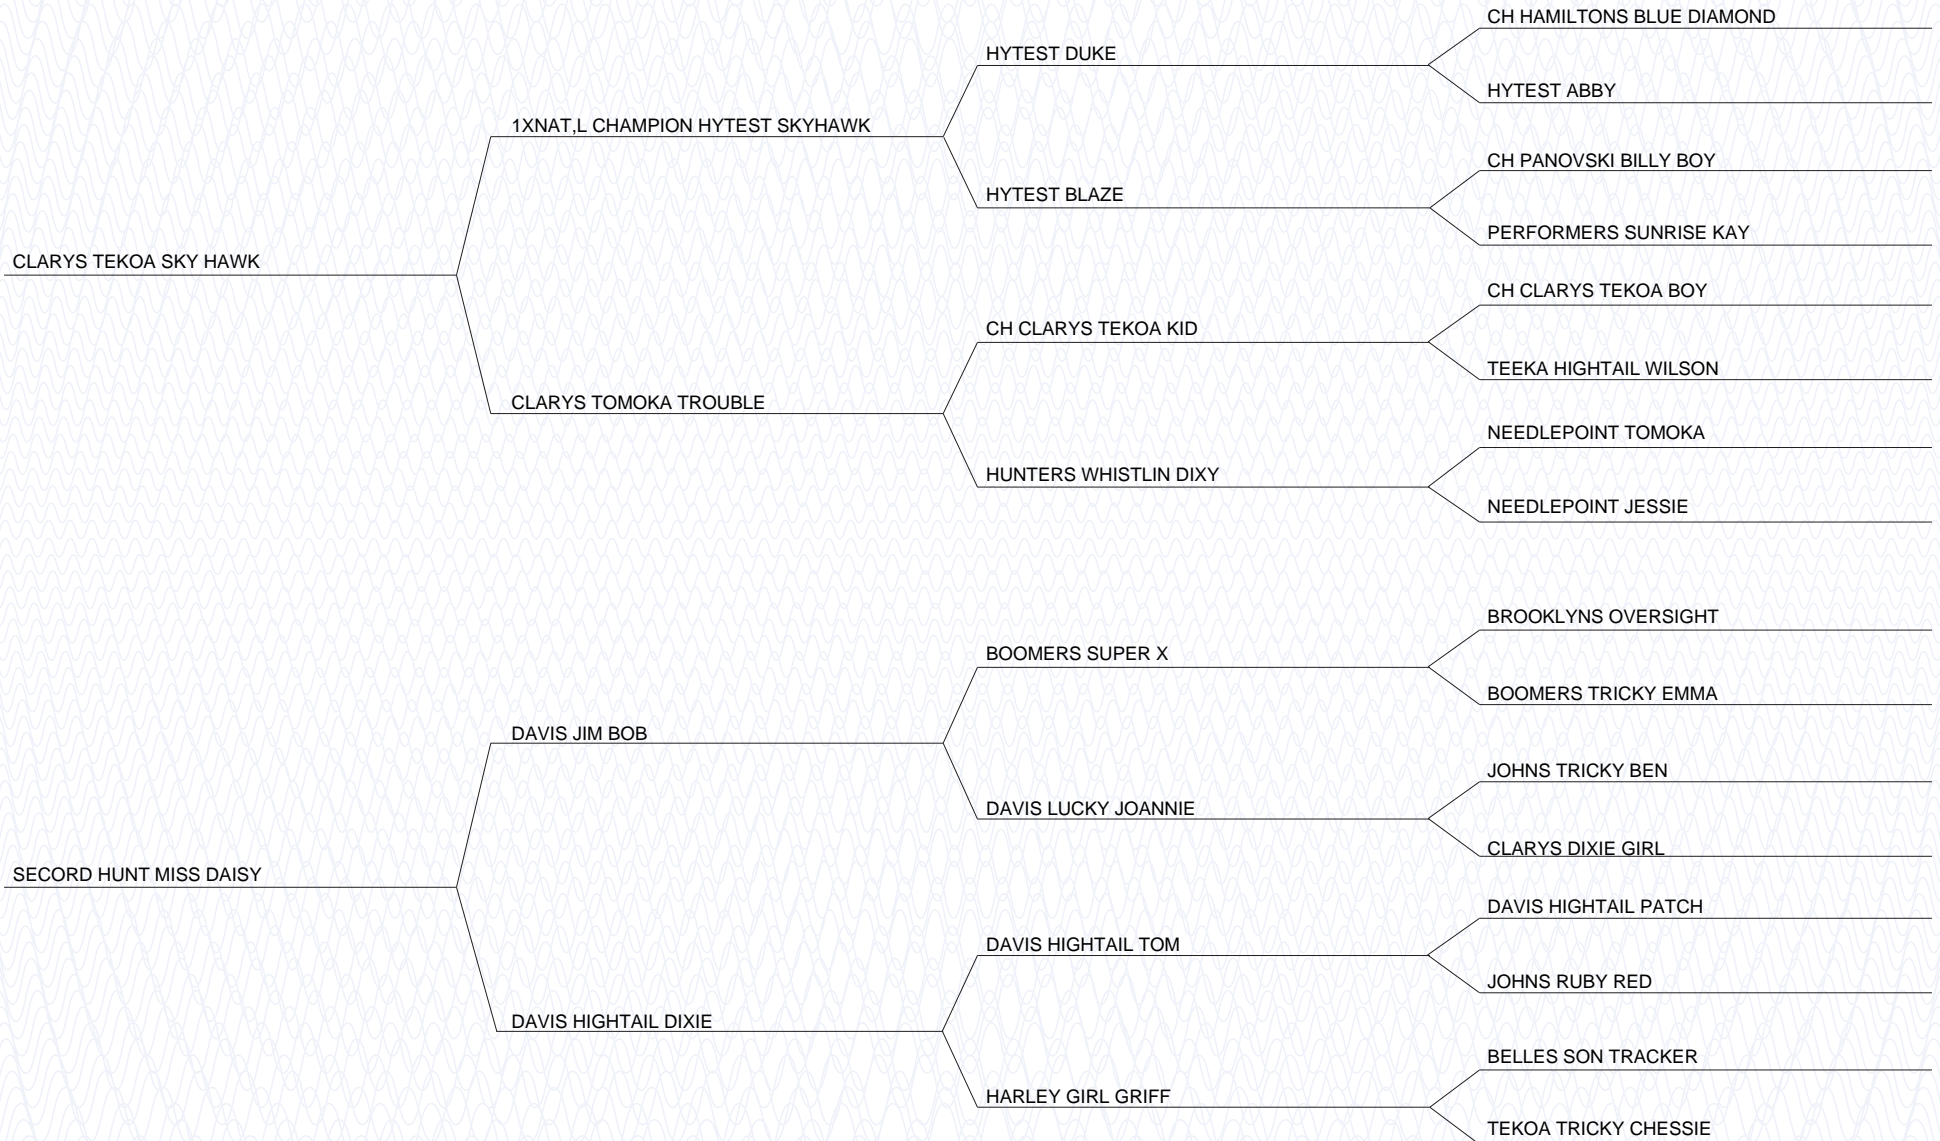 CH HAMILTONS BLUE DIAMOND
HYTEST DUKE
HYTEST ABBY
1XNAT,L CHAMPION HYTEST SKYHAWK
CH PANOVSKI BILLY BOY
HYTEST BLAZE
PERFORMERS SUNRISE KAY
CLARYS TEKOA SKY HAWK
CH CLARYS TEKOA BOY
CH CLARYS TEKOA KID
TEEKA HIGHTAIL WILSON
CLARYS TOMOKA TROUBLE
NEEDLEPOINT TOMOKA
HUNTERS WHISTLIN DIXY
NEEDLEPOINT JESSIE
BROOKLYNS OVERSIGHT
BOOMERS SUPER X
BOOMERS TRICKY EMMA
DAVIS JIM BOB
JOHNS TRICKY BEN
DAVIS LUCKY JOANNIE
CLARYS DIXIE GIRL
SECORD HUNT MISS DAISY
DAVIS HIGHTAIL PATCH
DAVIS HIGHTAIL TOM
JOHNS RUBY RED
DAVIS HIGHTAIL DIXIE
BELLES SON TRACKER
HARLEY GIRL GRIFF
TEKOA TRICKY CHESSIE